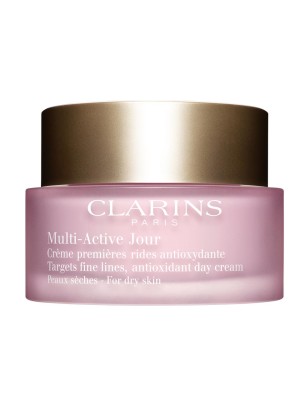 CLARINS
PARIS
Multi-Active Jour
Crème premières rides antioxydante
Targets fine lines, antioxidant day cream
Peaux sèches - For dry skin